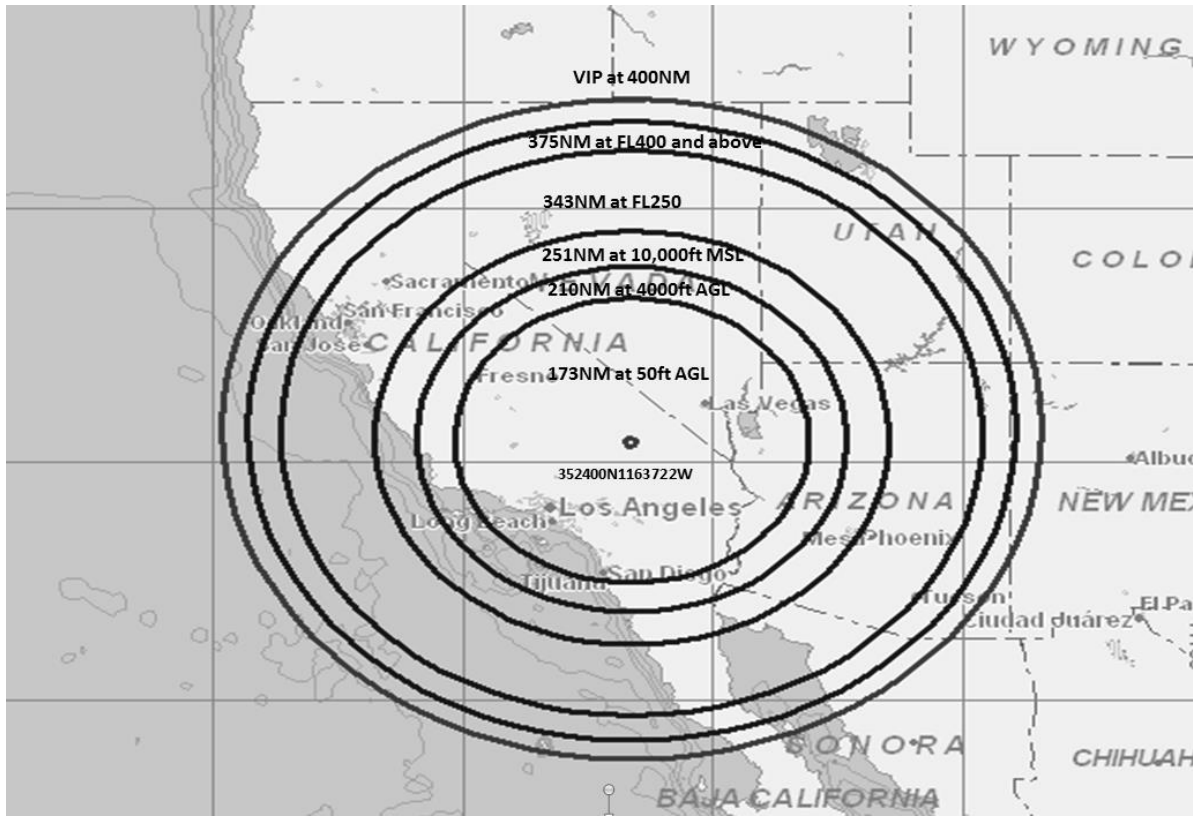 WYOMING
VIP at 400NM
375NM at FL400 and above
343NM at FL250
UTAH
251NM at 10,000ft MSL
COLO
Sacramento
NEVADA
210NM at 4000ft AGL
San Francisco
Oakland
San Jose
CALIFORNIA
173NM at 50ft AGL
Fresno
Las Vegas
352400N1163722W
Albu
Los Angeles
ARIZONA
NEW ME
Long Beach
Mesa
Phoenix
Tijuana
San Diego
Tucson
El Pa
Ciudad Juárez
SONORA
CHIHUAH
BAJA CALIFORNIA